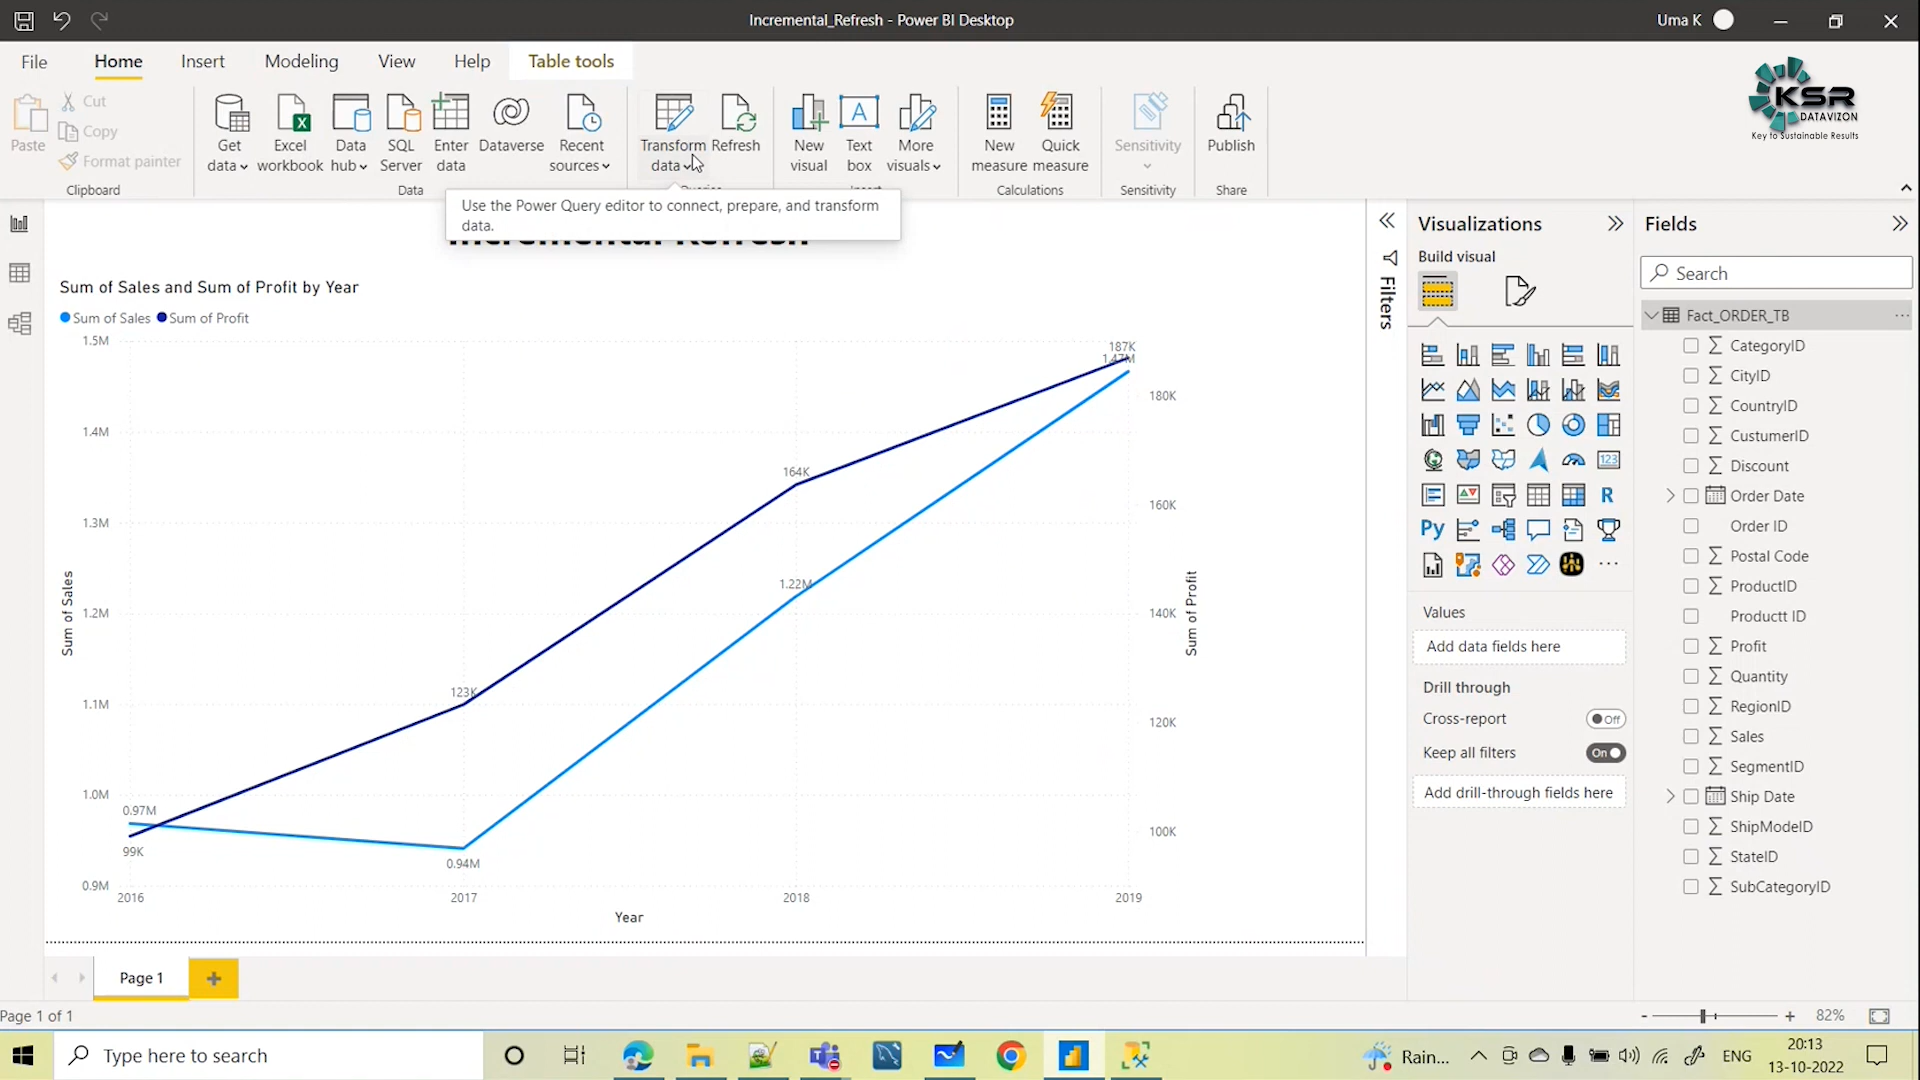 Incremental_Refresh - Power BI Desktop
Uma K
File
Home
Insert
Modeling
View
Help
Table tools
KSR
DATAVIZON
Key to Sustainable Results
Paste
Cut
Copy
Format painter
Get data
Excel workbook
Data hub
SQL Server
Enter data
Dataverse
Recent sources
Transform data
Refresh
New visual
Text box
More visuals
New measure
Quick measure
Sensitivity
Publish
Clipboard
Data
Queries
Insert
Calculations
Sensitivity
Share
Use the Power Query editor to connect, prepare, and transform
data.
Incremental Refresh
Sum of Sales and Sum of Profit by Year
Sum of Sales
Sum of Profit
1.5M
1.4M
1.3M
1.2M
1.1M
1.0M
0.9M
Sum of Sales
187K
1.47M
164K
1.22M
123K
0.97M
99K
0.94M
180K
160K
140K
120K
100K
Sum of Profit
2016
2017
2018
2019
Year
Filters
Visualizations
Build visual
R
Py
123
Values
Add data fields here
Drill through
Cross-report
Off
Keep all filters
On
Add drill-through fields here
Fields
Search
Fact_ORDER_TB
CategoryID
CityID
CountryID
CustumerID
Discount
Order Date
Order ID
Postal Code
ProductID
Productt ID
Profit
Quantity
RegionID
Sales
SegmentID
Ship Date
ShipModeID
StateID
SubCategoryID
Page 1
Page 1 of 1
82%
Type here to search
Rain...
ENG
20:13
13-10-2022